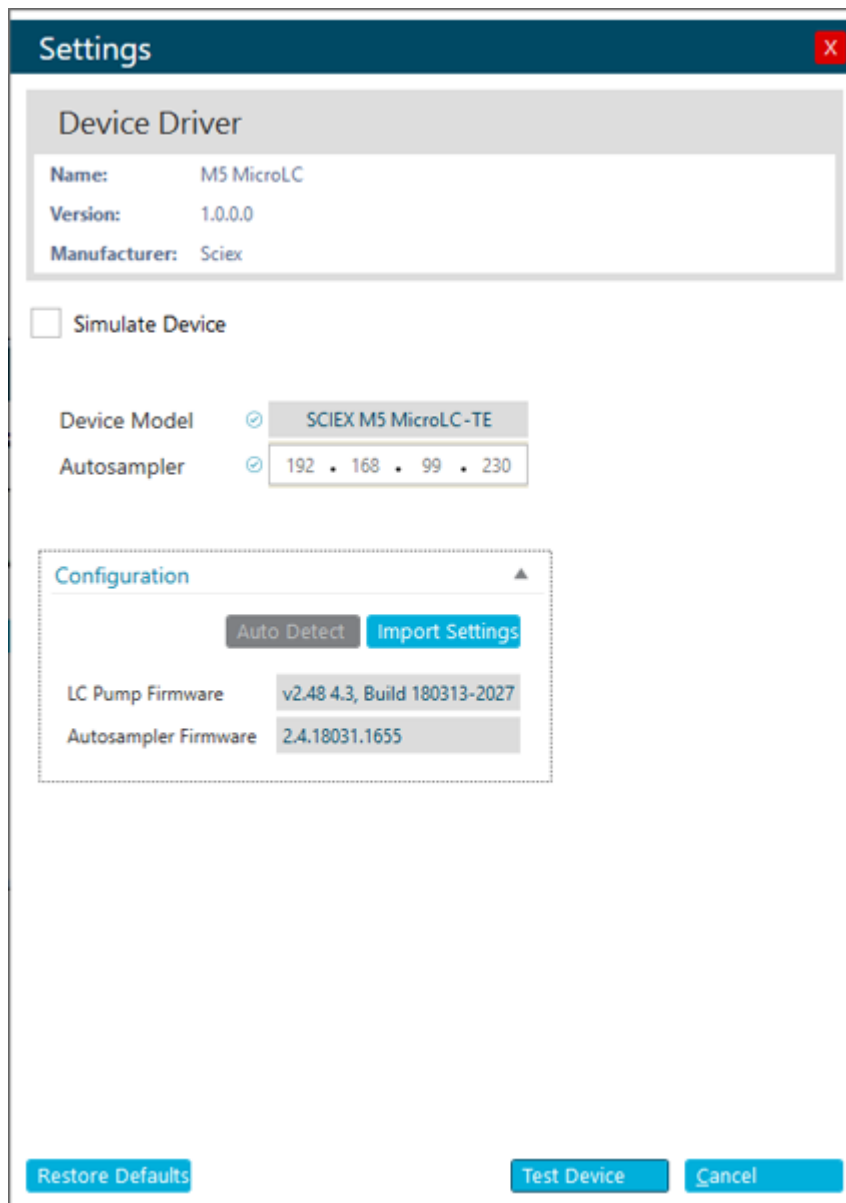 Settings
X
Device Driver
Name: M5 MicroLC
Version: 1.0.0.0
Manufacturer: Sciex
Simulate Device
Device Model SCIEX M5 MicroLC-TE
Autosampler 192 . 168 . 99 . 230
Configuration
Auto Detect Import Settings
LC Pump Firmware v2.48 4.3, Build 180313-2027
Autosampler Firmware 2.4.18031.1655
Restore Defaults Test Device Cancel